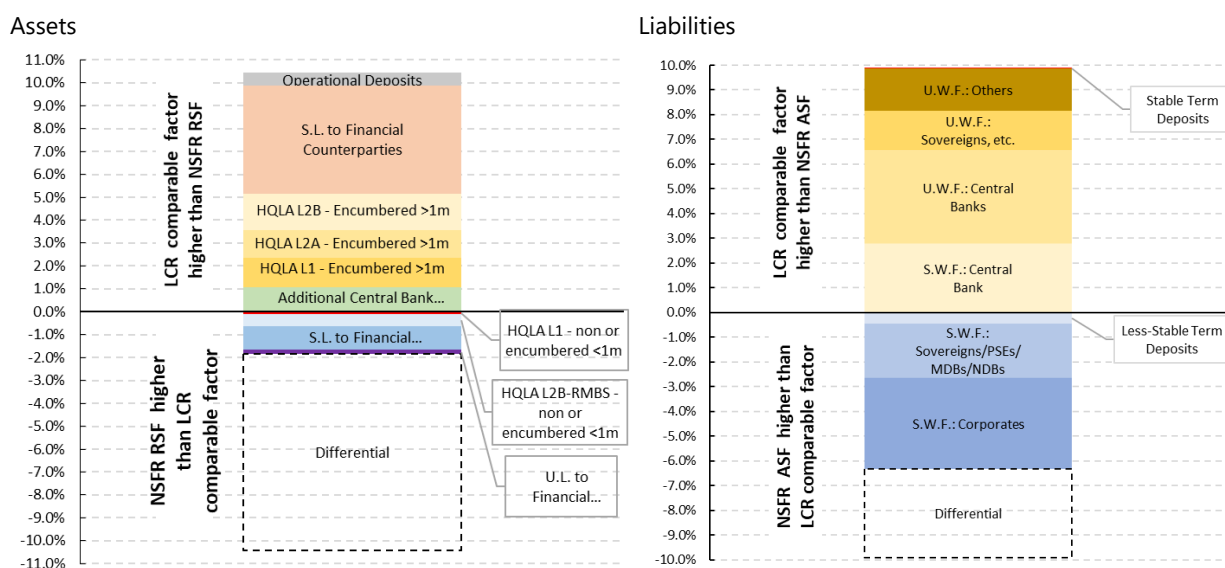 Assets
11.0%
10.0%
9.0%
8.0%
7.0%
6.0%
5.0%
4.0%
3.0%
2.0%
1.0%
0.0%
-1.0%
-2.0%
-3.0%
-4.0%
-5.0%
-6.0%
-7.0%
-8.0%
-9.0%
-10.0%
-11.0%
LCR comparable factor
higher than NSFR RSF
NSFR RSF higher
than LCR
comparable factor
Operational Deposits
S.L. to Financial
Counterparties
HQLA L2B - Encumbered >1m
HQLA L2A - Encumbered >1m
HQLA L1 - Encumbered >1m
Additional Central Bank...
S.L. to Financial...
Differential
HQLA L1 - non or
encumbered <1m
HQLA L2B-RMBS -
non or
encumbered <1m
U.L. to
Financial...
Liabilities
10.0%
9.0%
8.0%
7.0%
6.0%
5.0%
4.0%
3.0%
2.0%
1.0%
0.0%
-1.0%
-2.0%
-3.0%
-4.0%
-5.0%
-6.0%
-7.0%
-8.0%
-9.0%
-10.0%
LCR comparable factor
higher than NSFR ASF
NSFR ASF higher than
LCR comparable factor
U.W.F.: Others
U.W.F.:
Sovereigns, etc.
U.W.F.: Central
Banks
S.W.F.: Central
Bank
S.W.F.:
Sovereigns/PSEs/
MDBs/NDBs
S.W.F.: Corporates
Differential
Stable Term
Deposits
Less-Stable Term
Deposits